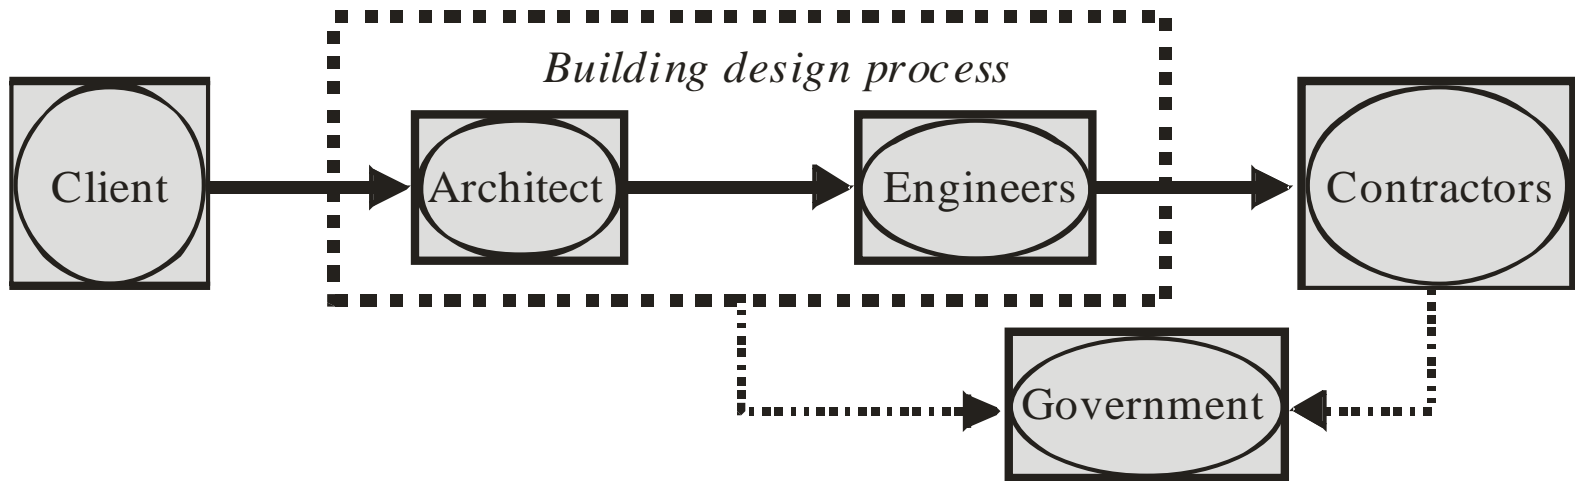 Building design process
Client
Architect
Engineers
Contractors
Government